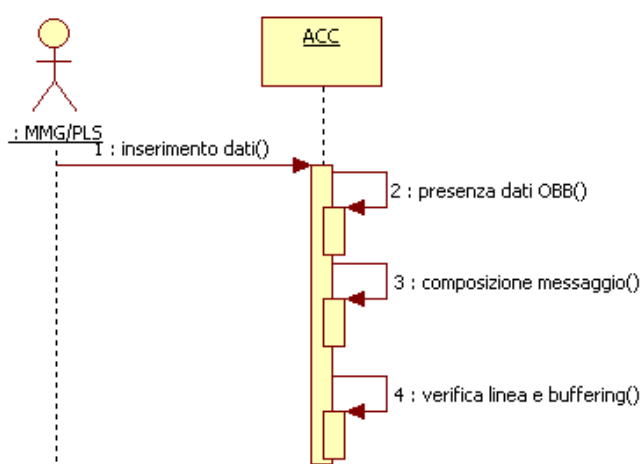 ACC
: MMG/PLS
1 : inserimento dati()
2 : presenza dati OBB()
3 : composizione messaggio()
4 : verifica linea e buffering()